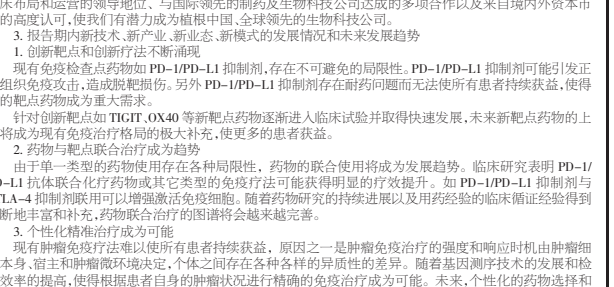 床布局和运营的领导地位、与国际领先的制药及生物科技公司达成的多项合作以及来自境内外资本市
的高度认可,使我们有潜力成为植根中国、全球领先的生物科技公司。
3. 报告期内新技术、新产业、新业态、新模式的发展情况和未来发展趋势
1. 创新靶点和创新疗法不断涌现
现有免疫检查点药物如 PD-1/PD-L1 抑制剂,存在不可避免的局限性。PD-1/PD-L1 抑制剂可能引发正
组织免疫攻击,造成脱靶损伤。另外 PD-1/PD-L1 抑制剂存在耐药问题而无法使所有患者持续获益,使得
的靶点药物成为重大需求。
针对创新靶点如 TIGIT、OX40 等新靶点药物逐渐进入临床试验并取得快速发展,未来新靶点药物的上
将成为现有免疫治疗格局的极大补充,使更多的患者获益。
2. 药物与靶点联合治疗成为趋势
由于单一类型的药物使用存在各种局限性，药物的联合使用将成为发展趋势。临床研究表明 PD-1/
D-L1 抗体联合化疗药物或其它类型的免疫疗法可能获得明显的疗效提升。如 PD-1/PD-L1 抑制剂与
TLA-4 抑制剂联用可以增强激活免疫细胞。随着药物研究的持续进展以及用药经验的临床循证经验得到
断地丰富和补充,药物联合治疗的图谱将会越来越完善。
3. 个性化精准治疗成为可能
现有肿瘤免疫疗法难以使所有患者持续获益，原因之一是肿瘤免疫治疗的强度和响应时机由肿瘤细
本身、宿主和肿瘤微环境决定,个体之间存在各种各样的异质性的差异。随着基因测序技术的发展和检
效率的提高,使得根据患者自身的肿瘤状况进行精确的免疫治疗成为可能。未来,个性化的药物选择和